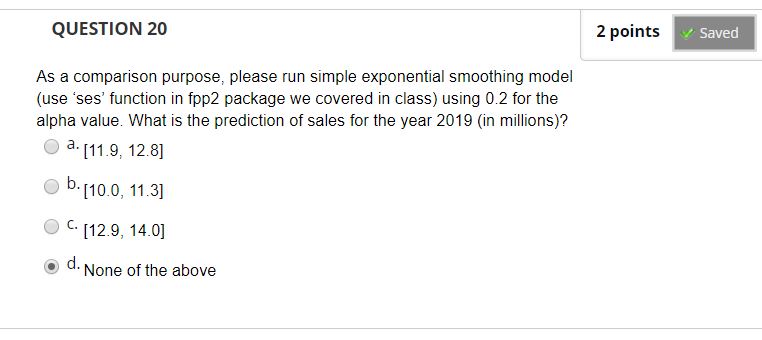 QUESTION 20
2 points
Saved
As a comparison purpose, please run simple exponential smoothing model
(use 'ses' function in fpp2 package we covered in class) using 0.2 for the
alpha value. What is the prediction of sales for the year 2019 (in millions)?
a. [11.9, 12.8]
b. [10.0, 11.3]
c. [12.9, 14.0]
d. None of the above